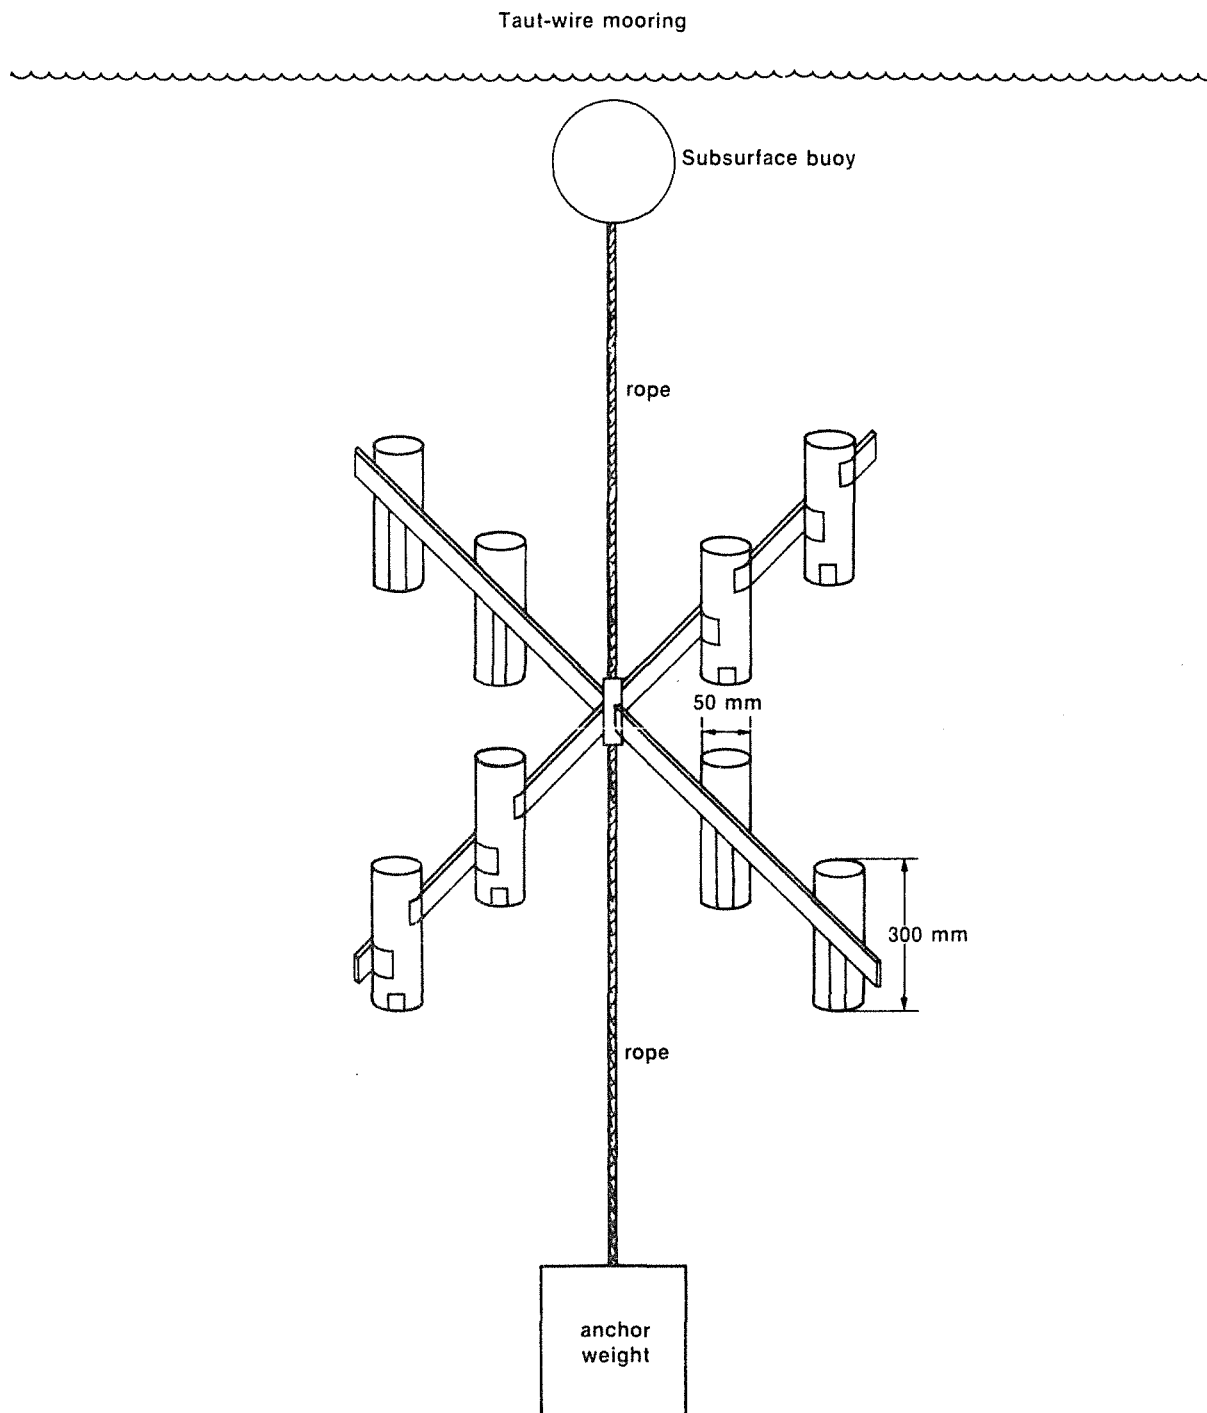 Taut-wire mooring
Subsurface buoy
rope
50 mm
300 mm
rope
anchor
weight